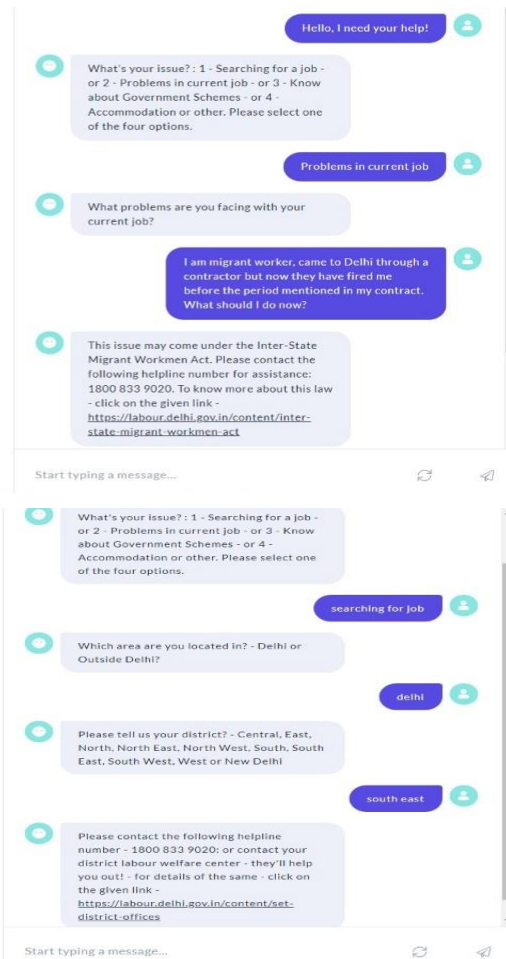 Hello, I need your help!
What's your issue? : 1 - Searching for a job -
or 2 - Problems in current job - or 3 - Know
about Government Schemes - or 4 -
Accommodation or other. Please select one
of the four options.
Problems in current job
What problems are you facing with your
current job?
I am migrant worker, came to Delhi through a
contractor but now they have fired me
before the period mentioned in my contract.
What should I do now?
This issue may come under the Inter-State
Migrant Workmen Act. Please contact the
following helpline number for assistance:
1800 833 9020. To know more about this law
- click on the given link -
https://labour.delhi.gov.in/content/inter-
state-migrant-workmen-act
Start typing a message...
What's your issue? : 1 - Searching for a job -
or 2 - Problems in current job - or 3 - Know
about Government Schemes - or 4 -
Accommodation or other. Please select one
of the four options.
searching for job
Which area are you located in? - Delhi or
Outside Delhi?
delhi
Please tell us your district? - Central, East,
North, North East, North West, South, South
East, South West, West or New Delhi
south east
Please contact the following helpline
number - 1800 833 9020: or contact your
district labour welfare center - they'll help
you out! - for details of the same - click on
the given link -
https://labour.delhi.gov.in/content/set-
district-offices
Start typing a message...